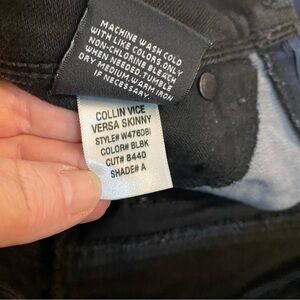 MACHINE WASH COLD
WITH LIKE COLORS. ONLY
NON-CHLORINE BLEACH
WHEN NEEDED. TUMBLE
DRY MEDIUM. WARM IRON
IF NECESSARY.
COLLIN VICE
VERSA SKINNY
STYLE# W476DBI
COLOR# BLBK
CUT# 8440
SHADE# A